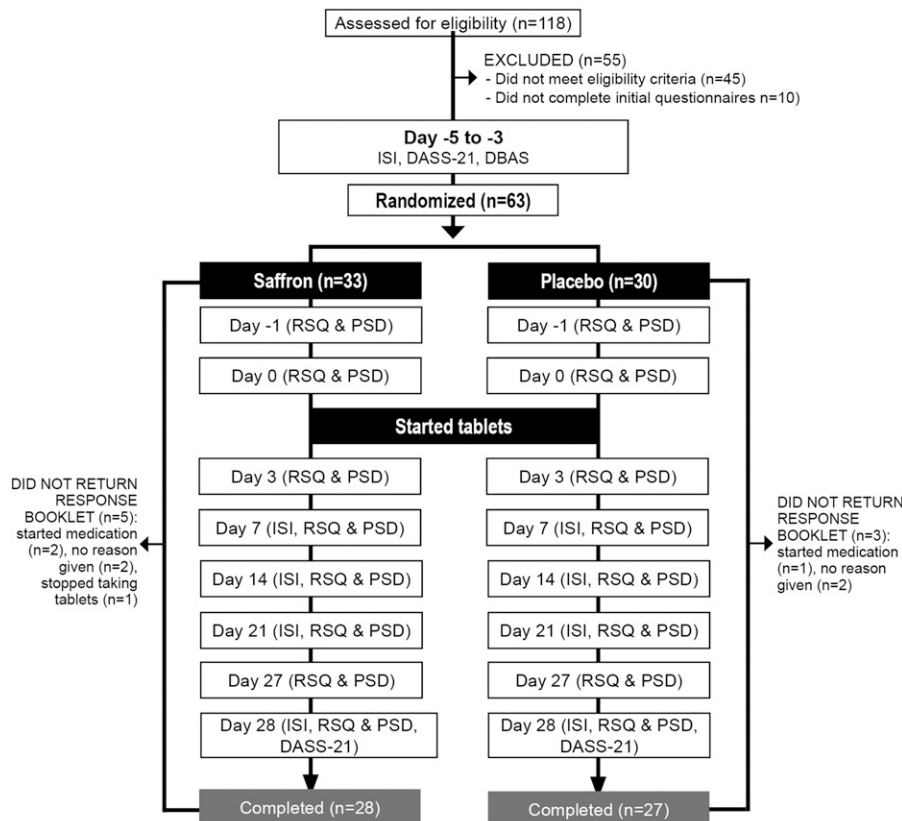 Assessed for eligibility (n=118)
EXCLUDED (n=55)
- Did not meet eligibility criteria (n=45)
- Did not complete initial questionnaires n=10)
Day -5 to -3
ISI, DASS-21, DBAS
Randomized (n=63)
Saffron (n=33)
Placebo (n=30)
Day -1 (RSQ & PSD)
Day -1 (RSQ & PSD)
Day 0 (RSQ & PSD)
Day 0 (RSQ & PSD)
Started tablets
Day 3 (RSQ & PSD)
Day 3 (RSQ & PSD)
Day 7 (ISI, RSQ & PSD)
Day 7 (ISI, RSQ & PSD)
Day 14 (ISI, RSQ & PSD)
Day 14 (ISI, RSQ & PSD)
Day 21 (ISI, RSQ & PSD)
Day 21 (ISI, RSQ & PSD)
Day 27 (RSQ & PSD)
Day 27 (RSQ & PSD)
Day 28 (ISI, RSQ & PSD,
DASS-21)
Day 28 (ISI, RSQ & PSD,
DASS-21)
DID NOT RETURN
RESPONSE
BOOKLET (n=5):
started medication
(n=2), no reason
given (n=2),
stopped taking
tablets (n=1)
DID NOT RETURN
RESPONSE
BOOKLET (n=3):
started medication
(n=1), no reason
given (n=2)
Completed (n=28)
Completed (n=27)